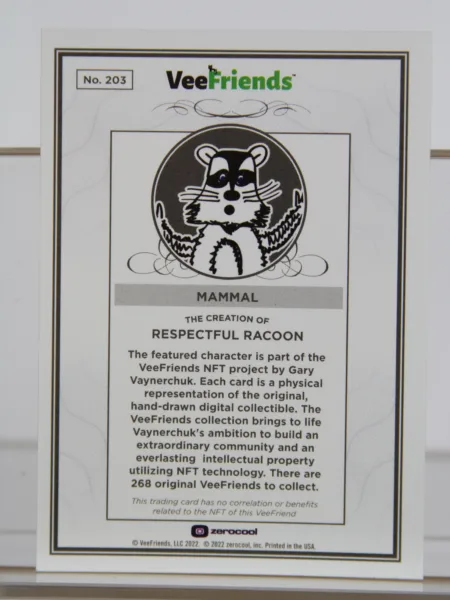 No. 203
VeeFriends™
MAMMAL
THE CREATION OF
RESPECTFUL RACOON
The featured character is part of the
VeeFriends NFT project by Gary
Vaynerchuk. Each card is a physical
representation of the original,
hand-drawn digital collectible. The
VeeFriends collection brings to life
Vaynerchuk's ambition to build an
extraordinary community and an
everlasting intellectual property
utilizing NFT technology. There are
268 original VeeFriends to collect.
This trading card has no correlation or benefits
related to the NFT of this VeeFriend
zerocool
© VeeFriends, LLC 2022. © 2022 zerocool, inc. Printed in the USA.